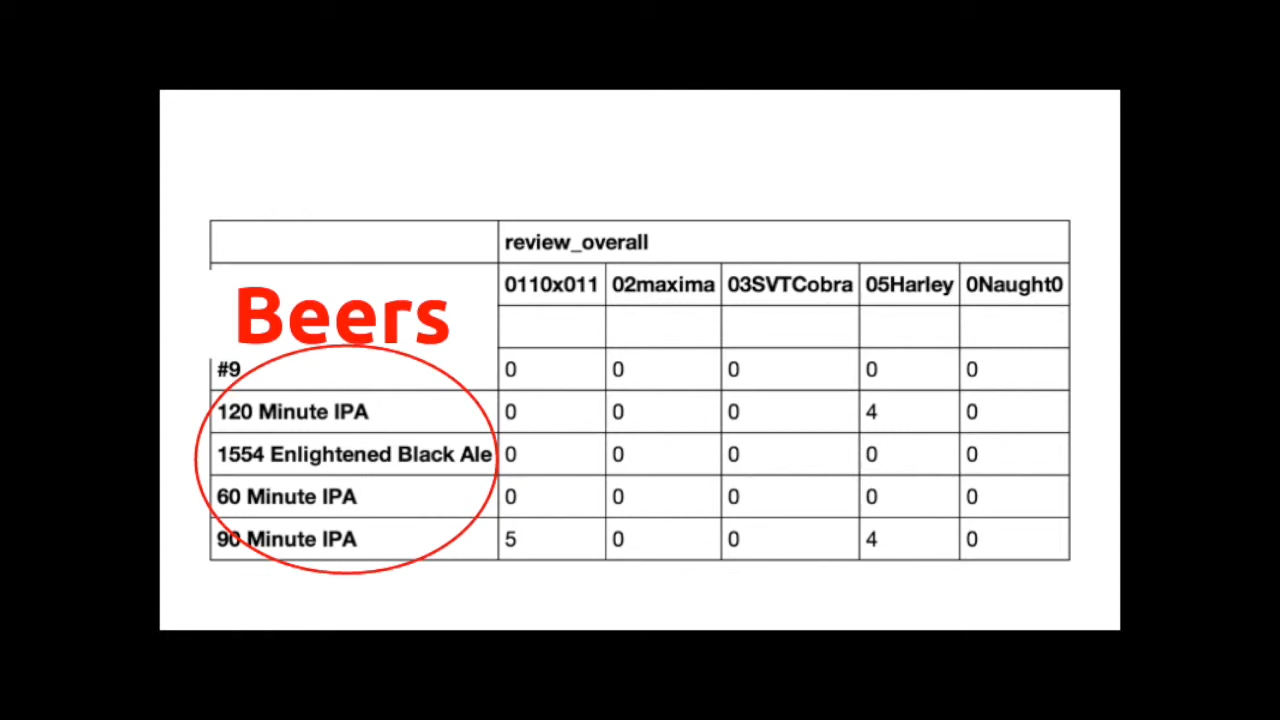 review_overall
Beers 0110x011 02maxima 03SVTCobra 05Harley 0Naught0
#9 0 0 0 0 0
120 Minute IPA 0 0 0 4 0
1554 Enlightened Black Ale 0 0 0 0 0
60 Minute IPA 0 0 0 0 0
90 Minute IPA 5 0 0 4 0